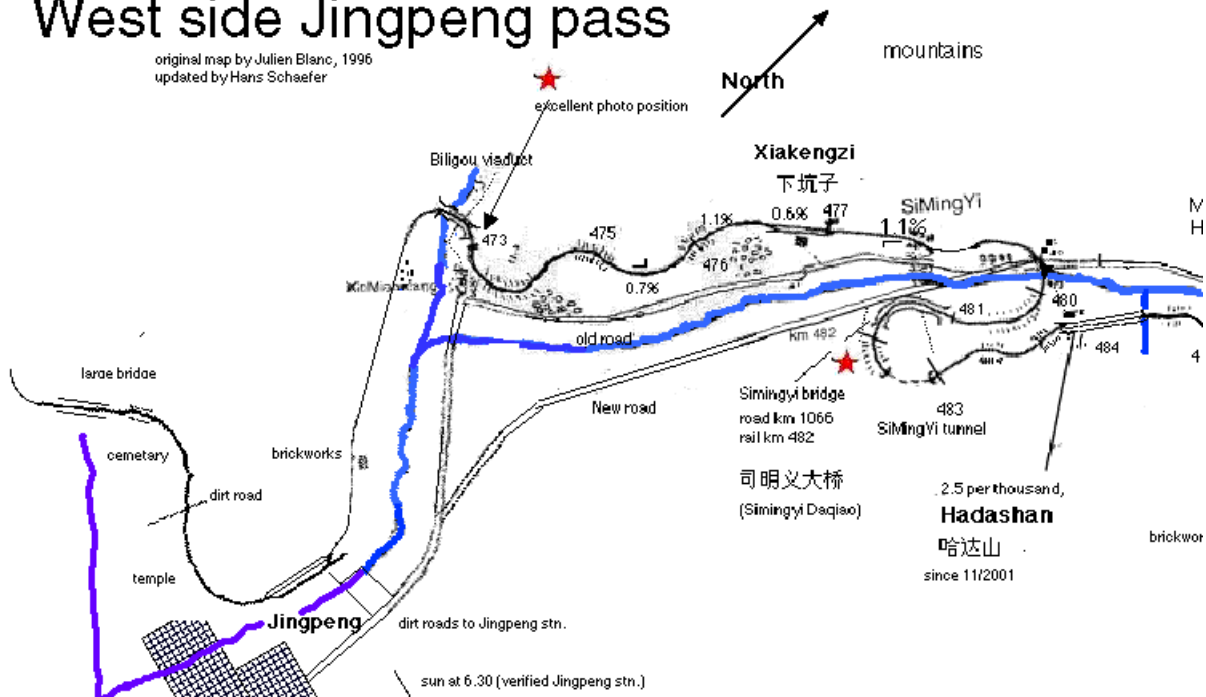 West side Jingpeng pass
original map by Julien Blanc, 1996
updated by Hans Schaefer
mountains
North
excellent photo position
Biligou viaduct
Xiakengzi
下坑子
SiMingYi
M
H
1.1%
0.6%
477
1.1%
473
475
476
0.7%
481
480
km 482
484
4
old road
large bridge
New road
Simingyi bridge
road km 1066
rail km 482
483
SiMingYi tunnel
cemetary
brickworks
dirt road
司明义大桥
(Simingyi Daqiao)
2.5 per thousand,
Hadashan
哈达山
since 11/2001
brickwor
temple
Jingpeng
dirt roads to Jingpeng stn.
sun at 6.30 (verified Jingpeng stn.)